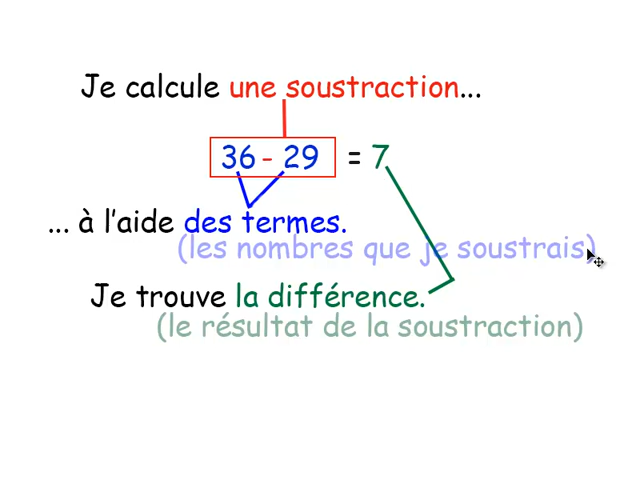 Je calcule une soustraction...
36 - 29 = 7
... à l'aide des termes.
(les nombres que je soustrais)
Je trouve la différence.
(le résultat de la soustraction)